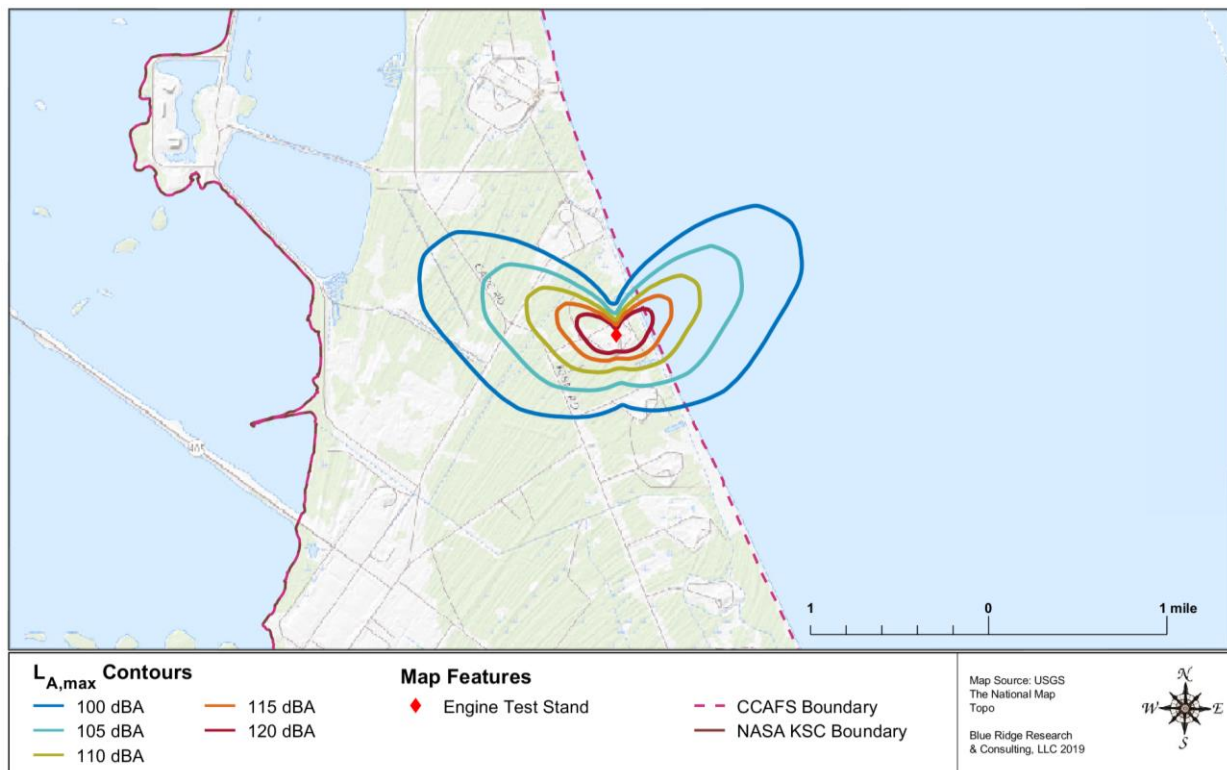 405
1 0 1 mile
L A,max Contours
100 dBA
105 dBA
110 dBA
115 dBA
120 dBA
Map Features
Engine Test Stand
CCAFS Boundary
NASA KSC Boundary
Map Source: USGS
The National Map
Topo
Blue Ridge Research
& Consulting, LLC 2019
N
W E
S